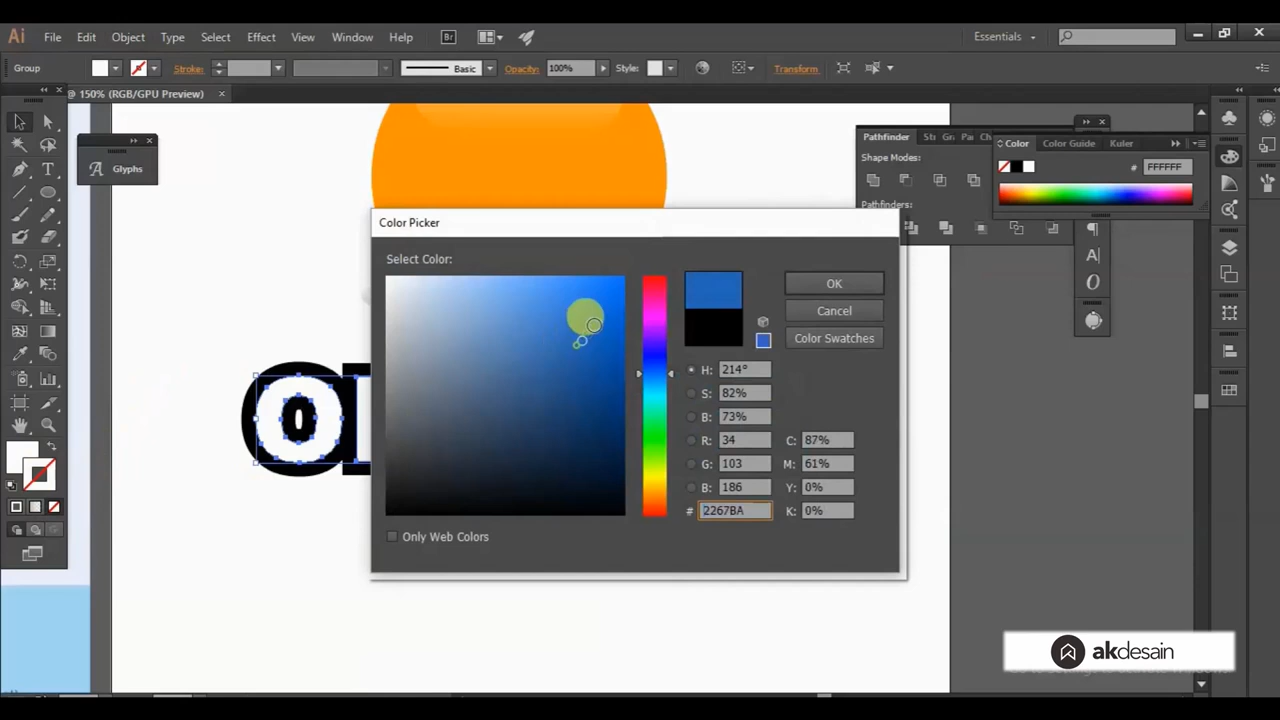 Ai File Edit Object Type Select Effect View Window Help Br Essentials
Group Stroke: Basic Opacity: 100% Style: Transform
@ 150% (RGB/GPU Preview) ×
A Glyphs
Pathfinder
Color Color Guide Kuler
Shape Modes:
# FFFFFF
Pathfinders:
Color Picker
Select Color:
OK
Cancel
Color Swatches
H: 214°
S: 82%
B: 73%
R: 34 C: 87%
G: 103 M: 61%
B: 186 Y: 0%
# 2267BA K: 0%
Only Web Colors
O
akdesain